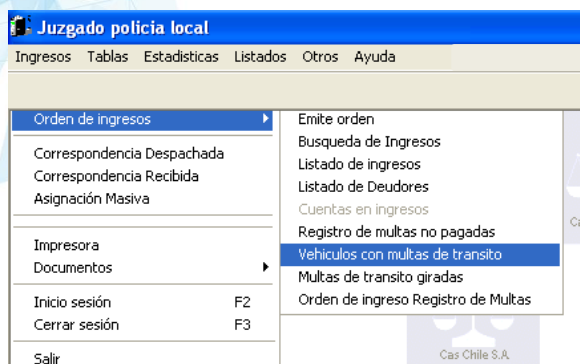 Juzgado policia local
Ingresos Tablas Estadisticas Listados Otros Ayuda
Orden de ingresos
Correspondencia Despachada
Correspondencia Recibida
Asignación Masiva
Impresora
Documentos
Inicio sesión F2
Cerrar sesión F3
Salir
Emite orden
Busqueda de Ingresos
Listado de ingresos
Listado de Deudores
Cuentas en ingresos
Registro de multas no pagadas
Vehiculos con multas de transito
Multas de transito giradas
Orden de ingreso Registro de Multas
Cas Chile S.A.